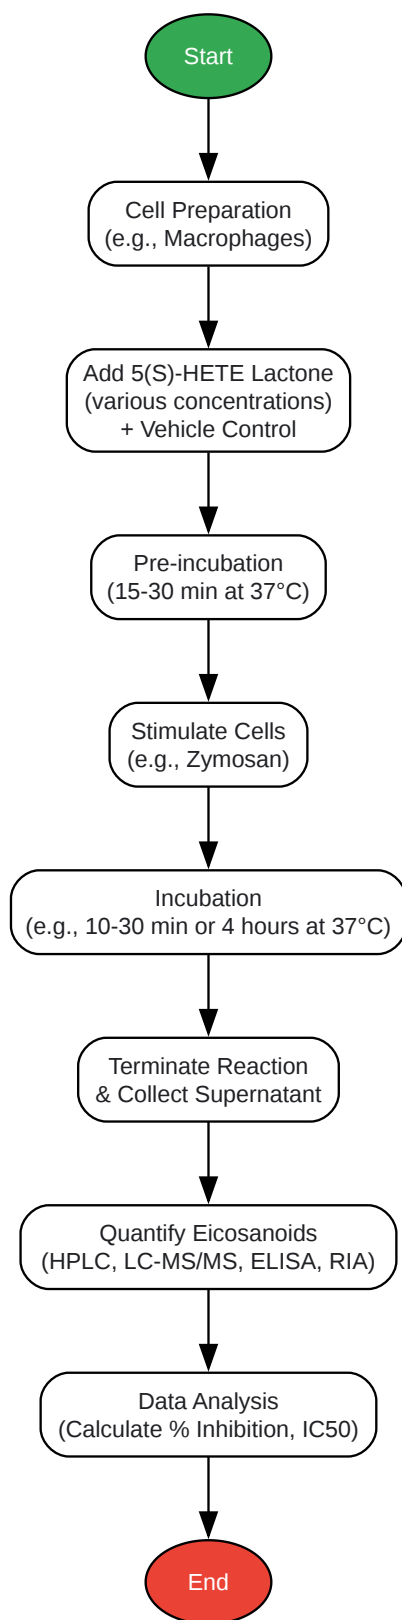 Start
Cell Preparation
(e.g., Macrophages)
Add 5(S)-HETE Lactone
(various concentrations)
+ Vehicle Control
Pre-incubation
(15-30 min at 37°C)
Stimulate Cells
(e.g., Zymosan)
Incubation
(e.g., 10-30 min or 4 hours at 37°C)
Terminate Reaction
& Collect Supernatant
Quantify Eicosanoids
(HPLC, LC-MS/MS, ELISA, RIA)
Data Analysis
(Calculate % Inhibition, IC50)
End